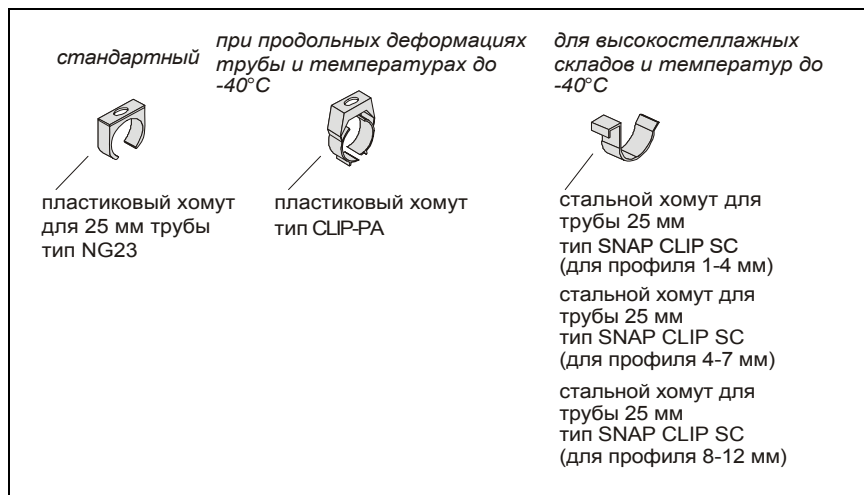 стандартный
при продольных деформациях
трубы и температурах до
-40°C
для высокостеллажных
складов и температур до
-40°C
пластиковый хомут
для 25 мм трубы
тип NG23
пластиковый хомут
тип CLIP-PA
стальной хомут для
трубы 25 мм
тип SNAP CLIP SC
(для профиля 1-4 мм)
стальной хомут для
трубы 25 мм
тип SNAP CLIP SC
(для профиля 4-7 мм)
стальной хомут для
трубы 25 мм
тип SNAP CLIP SC
(для профиля 8-12 мм)